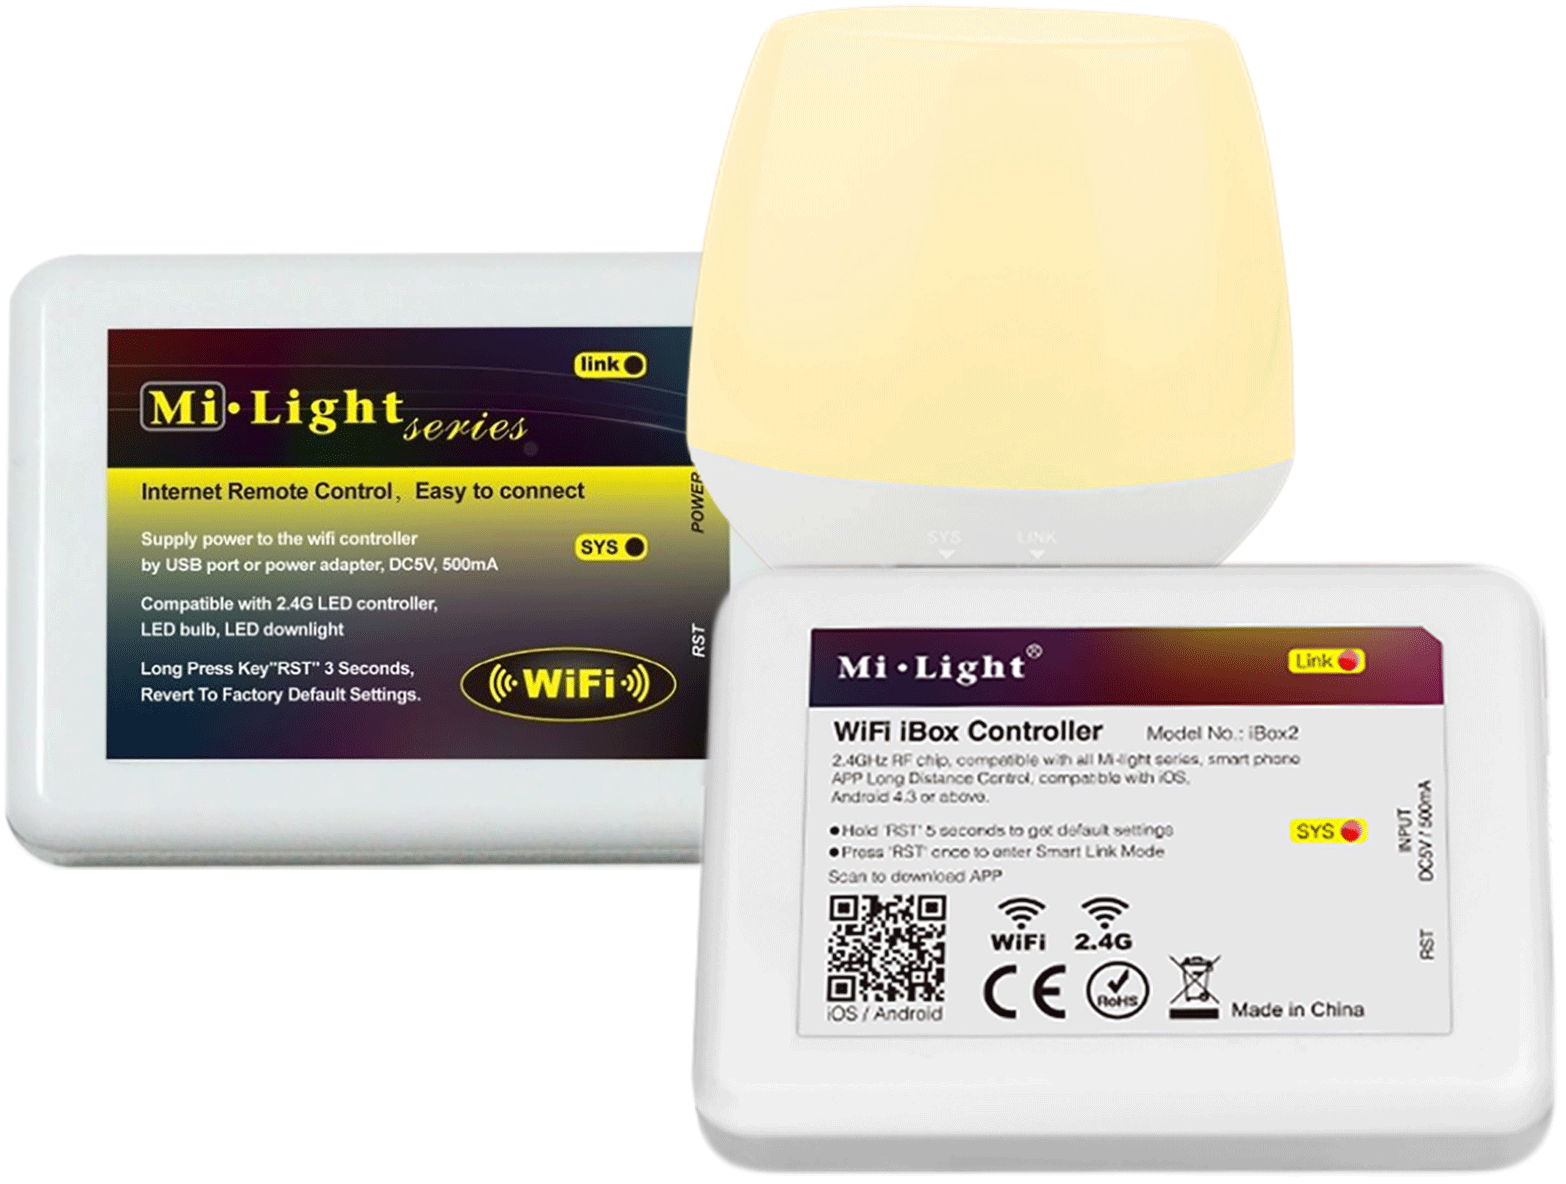 link
Mi·Light series
Internet Remote Control, Easy to connect
Supply power to the wifi controller
by USB port or power adapter, DC5V, 500mA
SYS
Compatible with 2.4G LED controller,
LED bulb, LED downlight
Long Press Key"RST" 3 Seconds,
Revert To Factory Default Settings.
WiFi
POWER
RST
SYS
LINK
Mi·Light®
Link
WiFi iBox Controller Model No.: iBox2
2.4GHz RF chip, compatible with all Mi-light series, smart phone
APP Long Distance Control, compatible with iOS,
Android 4.3 or above.
●Hold 'RST' 5 seconds to get default settings
●Press 'RST' once to enter Smart Link Mode
SYS
Scan to download APP
INPUT
DC5V / 500mA
RST
WiFi
2.4G
CE
RoHS
iOS / Android
Made in China